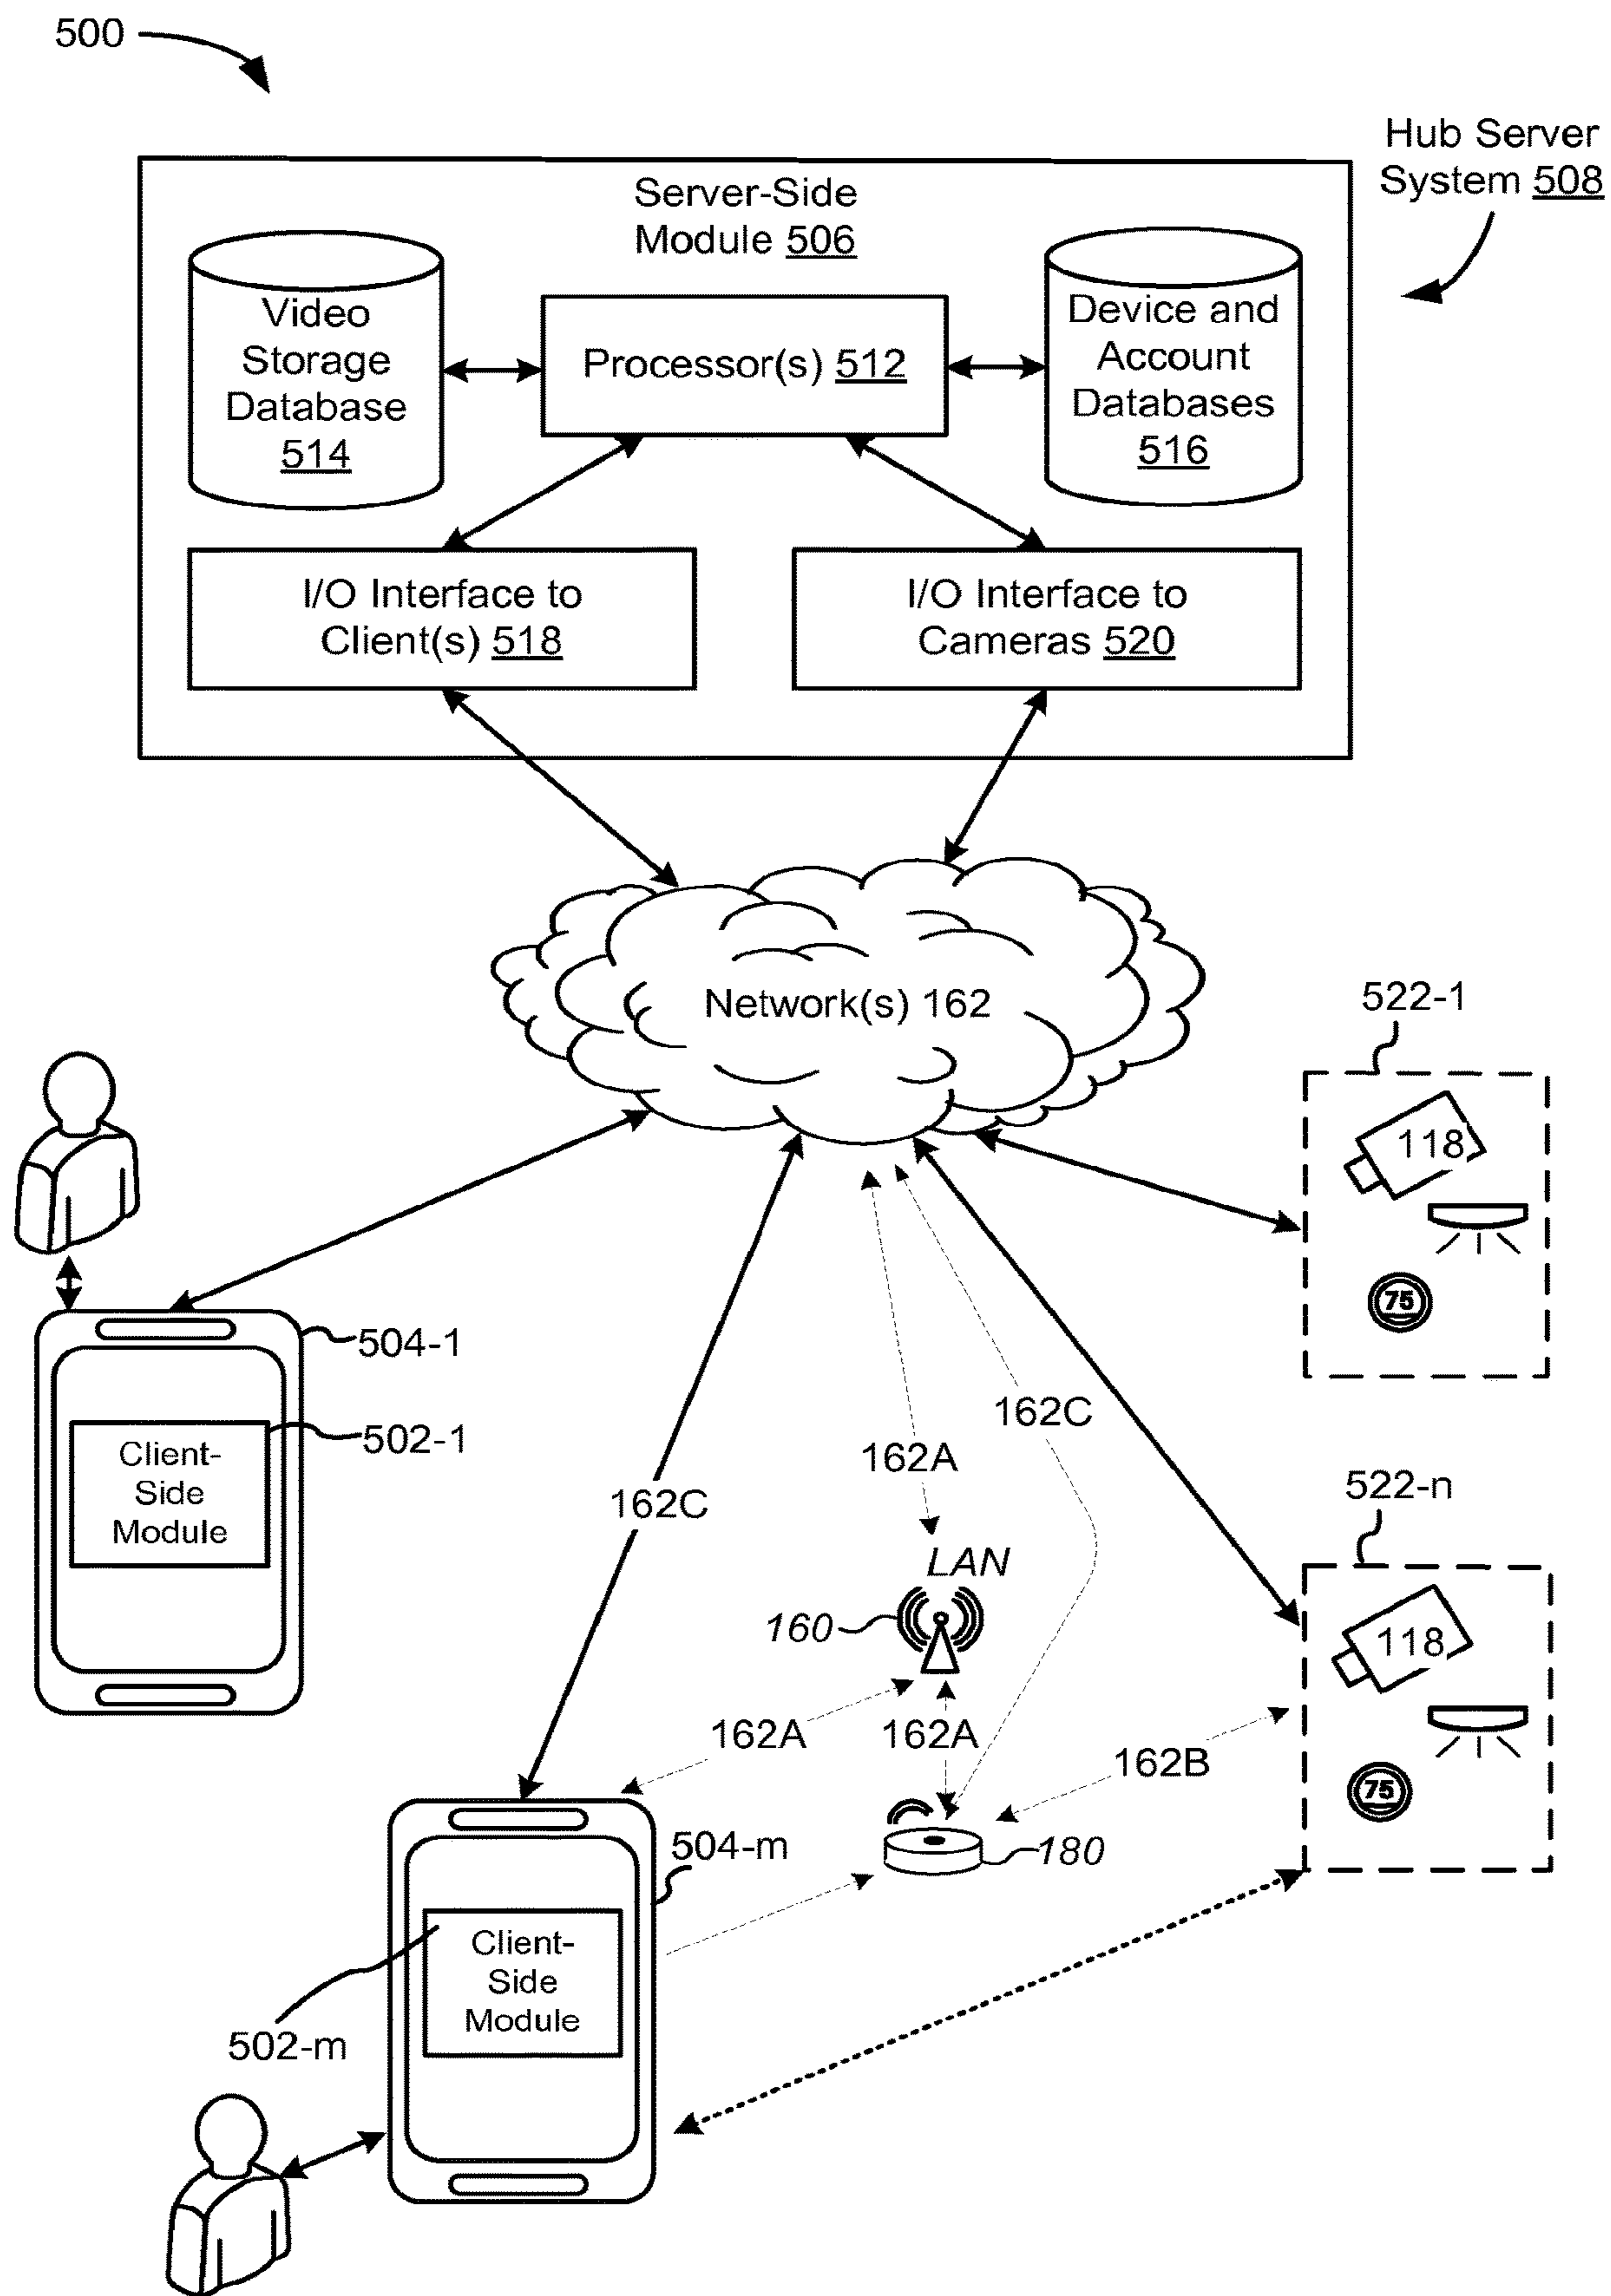 500
Hub Server
System 508
Server-Side
Module 506
Video
Storage
Database
514
Processor(s) 512
Device and
Account
Databases
516
I/O Interface to
Client(s) 518
I/O Interface to
Cameras 520
Network(s) 162
522-1
118
75
504-1
502-1
Client-
Side
Module
162C
162A
162C
522-n
LAN
160
118
162A
162A
162B
75
504-m
180
Client-
Side
Module
502-m